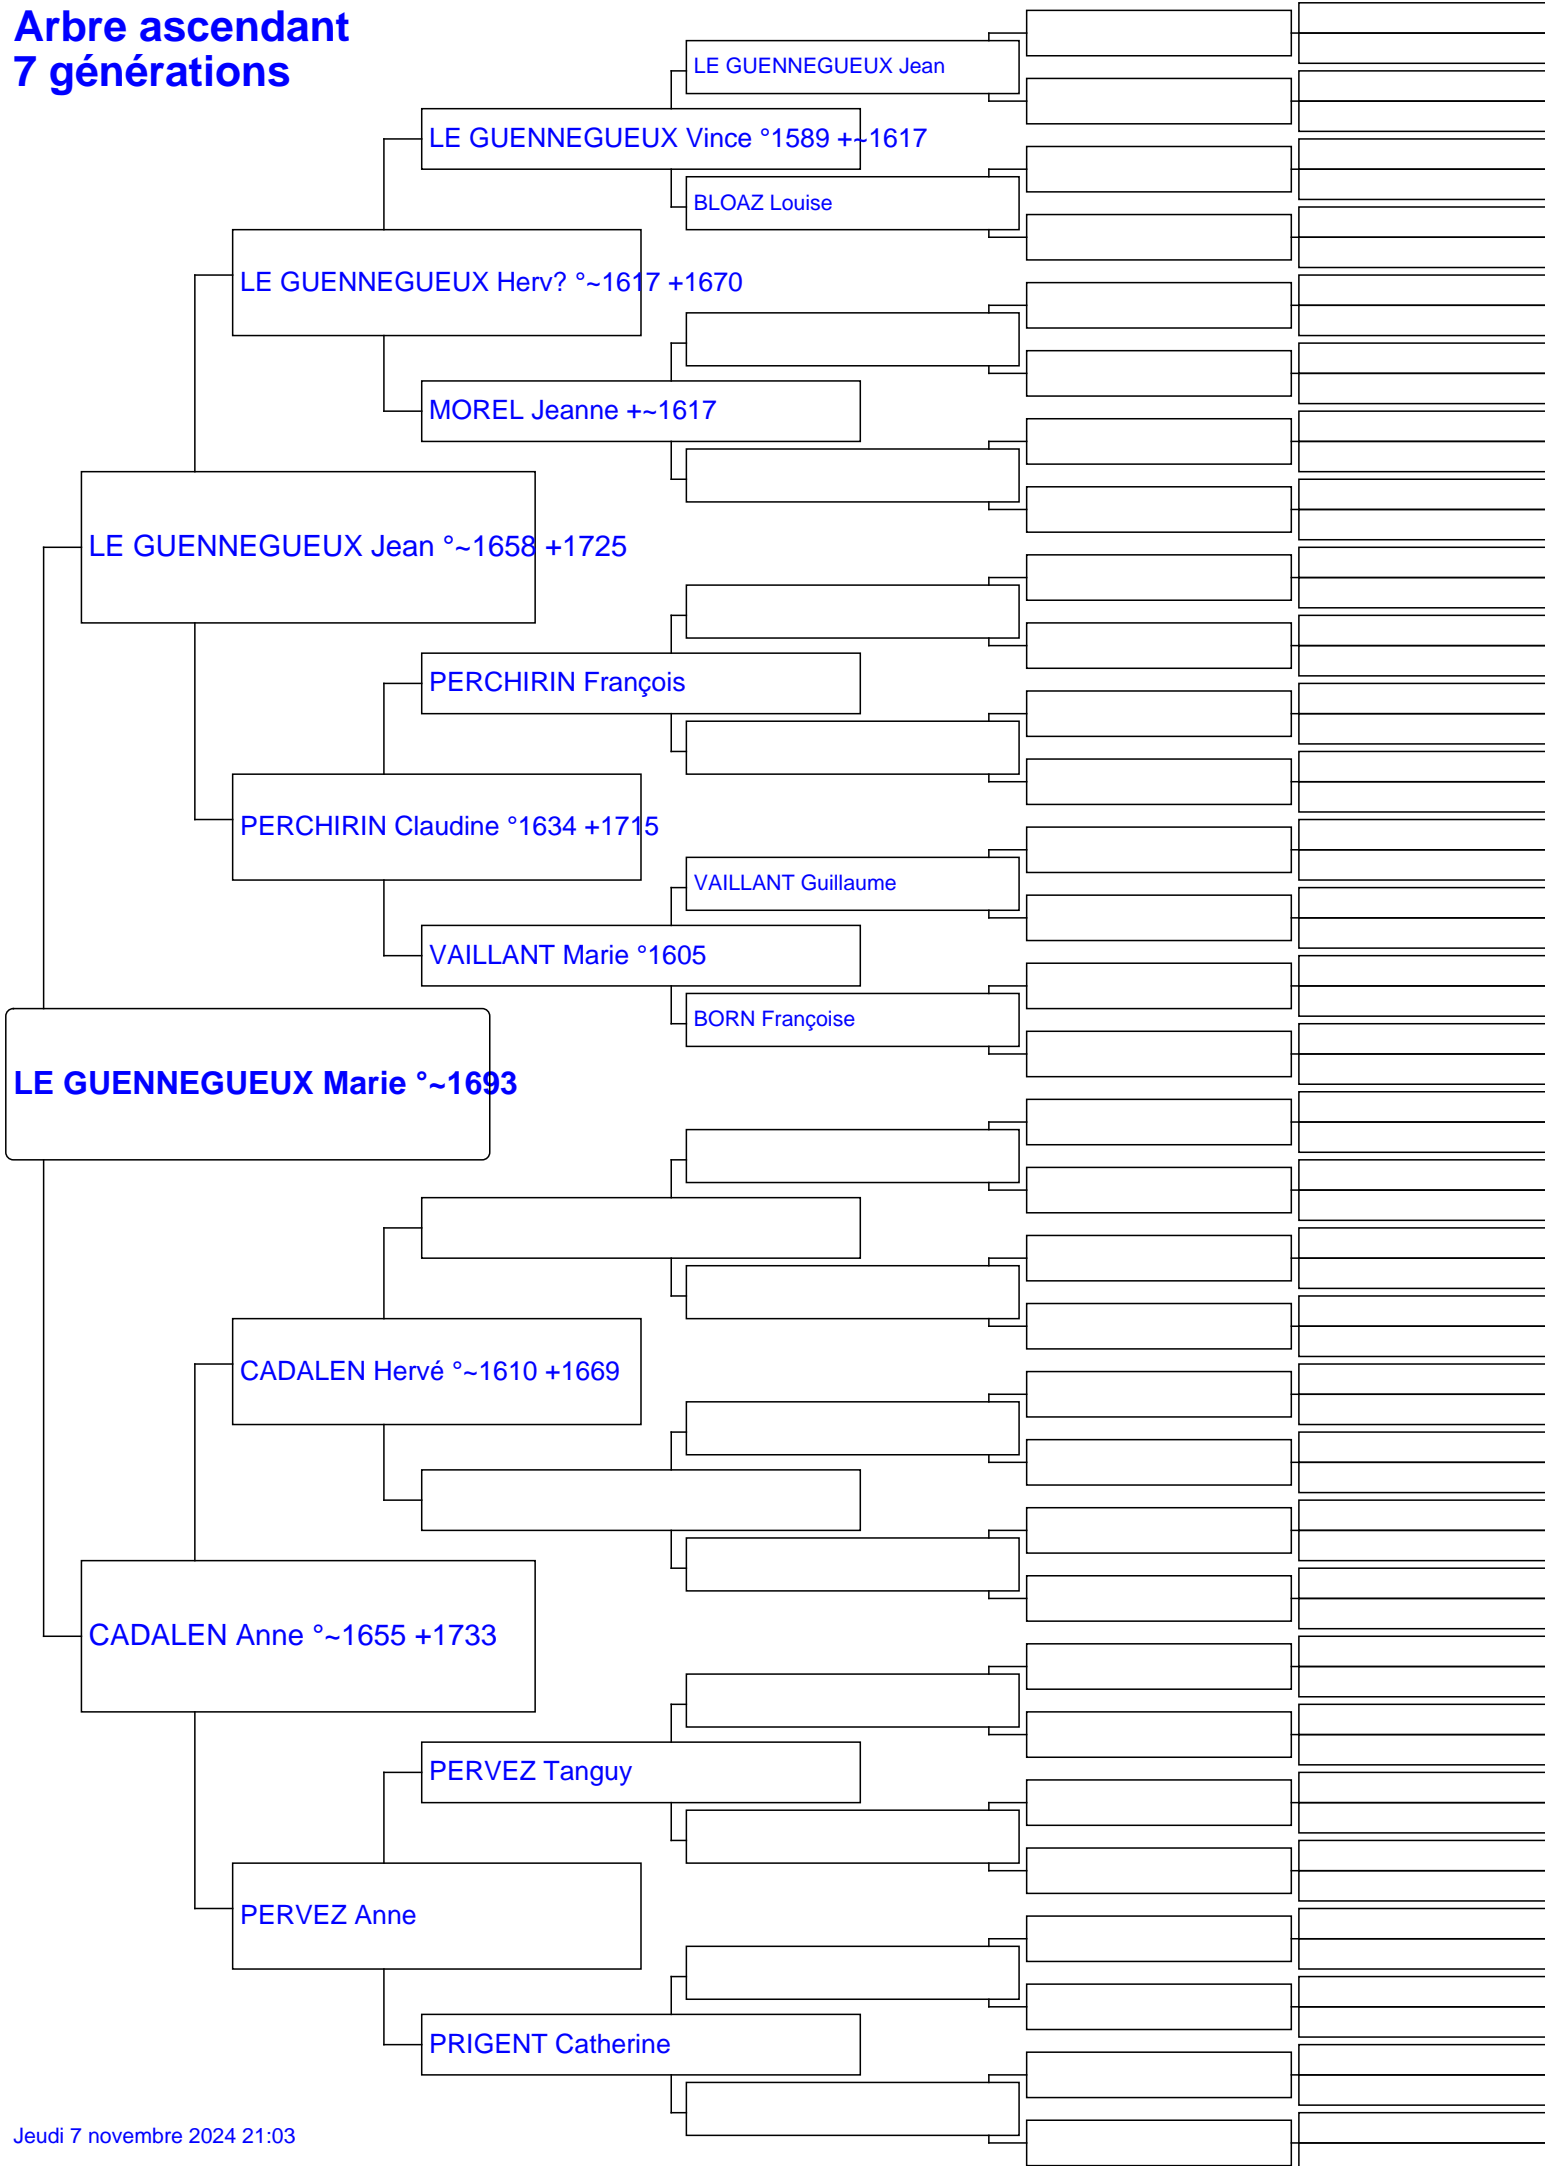 Arbre ascendant
7 générations
LE GUENNEGUEUX Jean
LE GUENNEGUEUX Vince °1589 +~1617
BLOAZ Louise
LE GUENNEGUEUX Herv? °~1617 +1670
MOREL Jeanne +~1617
LE GUENNEGUEUX Jean °~1658 +1725
PERCHIRIN François
PERCHIRIN Claudine °1634 +1715
VAILLANT Guillaume
VAILLANT Marie °1605
BORN Françoise
LE GUENNEGUEUX Marie °~1693
CADALEN Hervé °~1610 +1669
CADALEN Anne °~1655 +1733
PERVEZ Tanguy
PERVEZ Anne
PRIGENT Catherine
Jeudi 7 novembre 2024 21:03